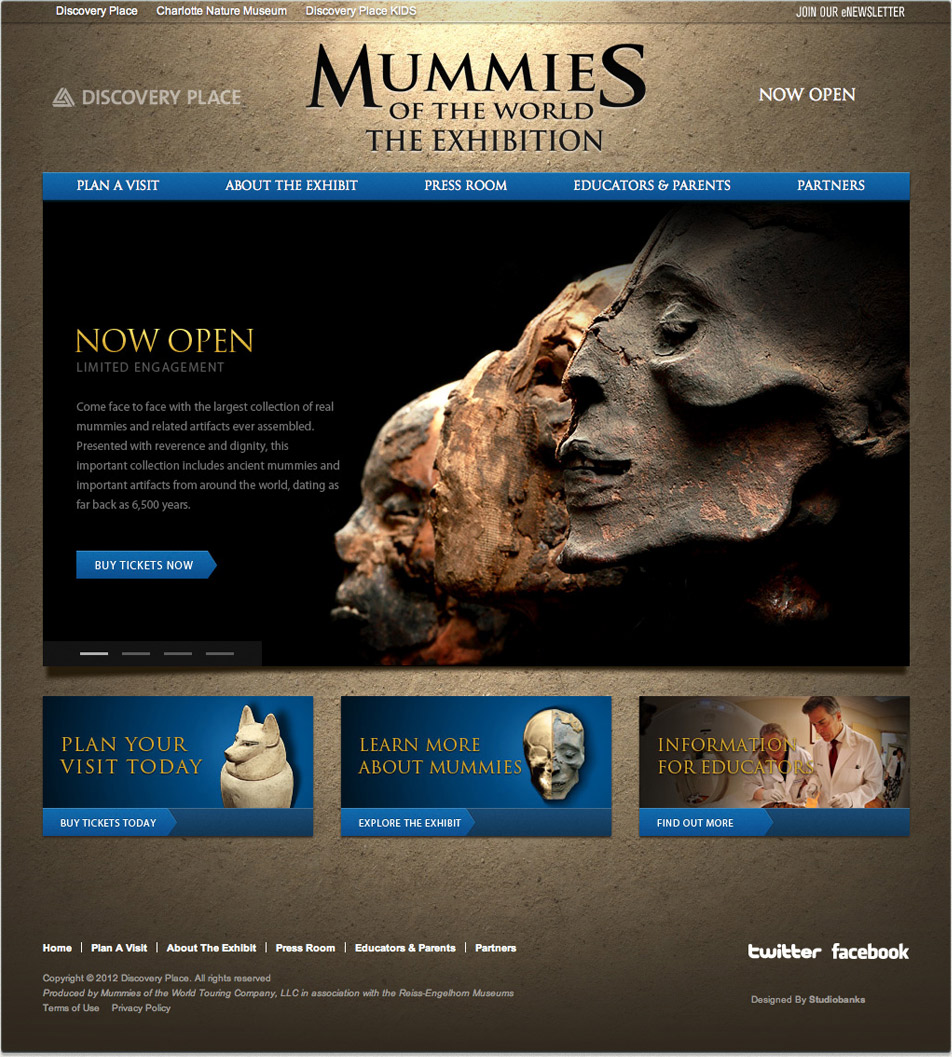 Discovery Place Charlotte Nature Museum Discovery Place KIDS JOIN OUR eNEWSLETTER
DISCOVERY PLACE
MUMMIES
OF THE WORLD
THE EXHIBITION
NOW OPEN
PLAN A VISIT ABOUT THE EXHIBIT PRESS ROOM EDUCATORS & PARENTS PARTNERS
NOW OPEN
LIMITED ENGAGEMENT
Come face to face with the largest collection of real
mummies and related artifacts ever assembled.
Presented with reverence and dignity, this
important collection includes ancient mummies and
important artifacts from around the world, dating as
far back as 6,500 years.
BUY TICKETS NOW
PLAN YOUR
VISIT TODAY
BUY TICKETS TODAY
LEARN MORE
ABOUT MUMMIES
EXPLORE THE EXHIBIT
INFORMATION
FOR EDUCATORS
FIND OUT MORE
Home | Plan A Visit | About The Exhibit | Press Room | Educators & Parents | Partners
twitter facebook
Copyright © 2012 Discovery Place. All rights reserved
Produced by Mummies of the World Touring Company, LLC in association with the Reiss-Engelhorn Museums
Terms of Use Privacy Policy
Designed By Studiobanks